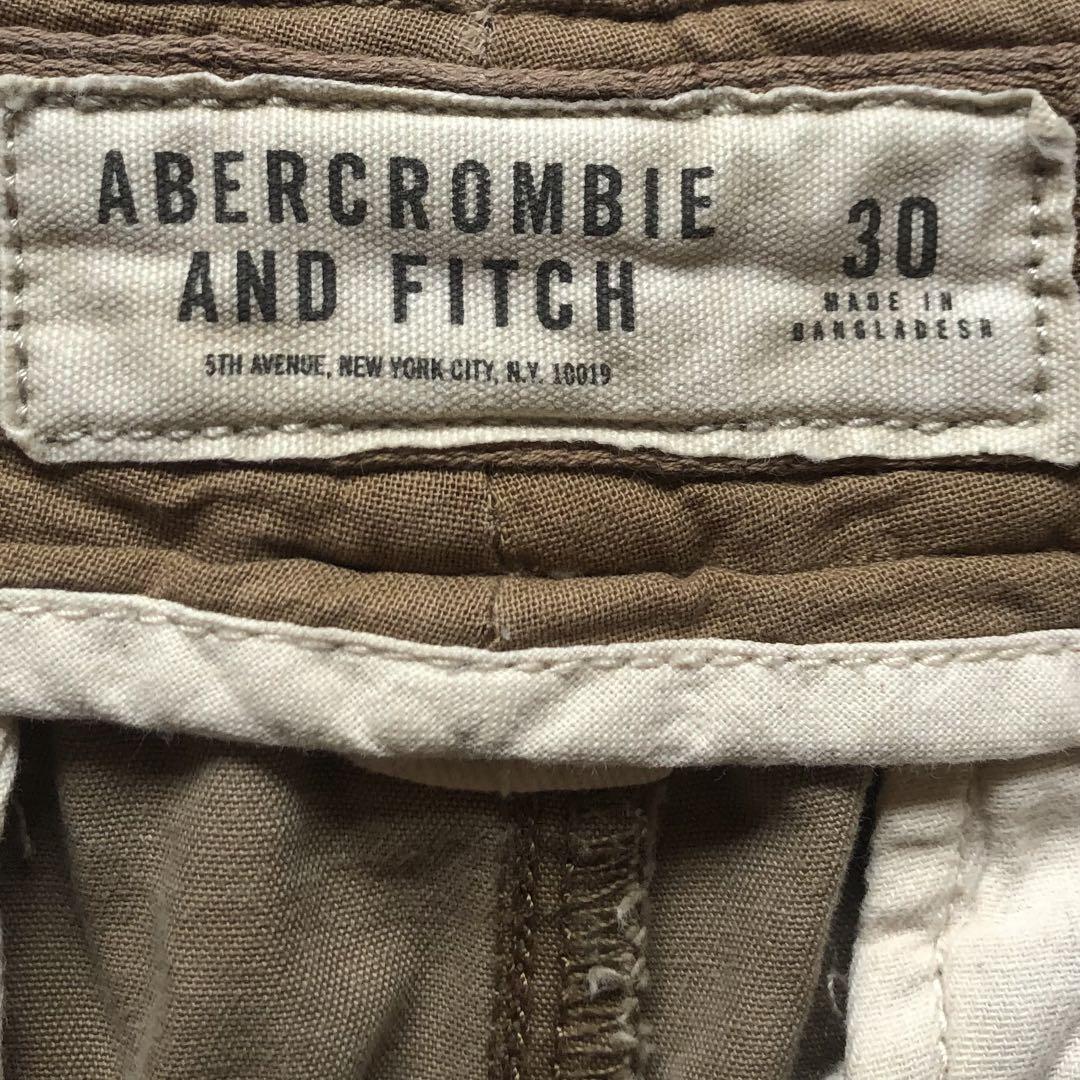 ABERCROMBIE
AND FITCH
5TH AVENUE, NEW YORK CITY, N.Y. 10019
30
MADE IN
BANGLADESH